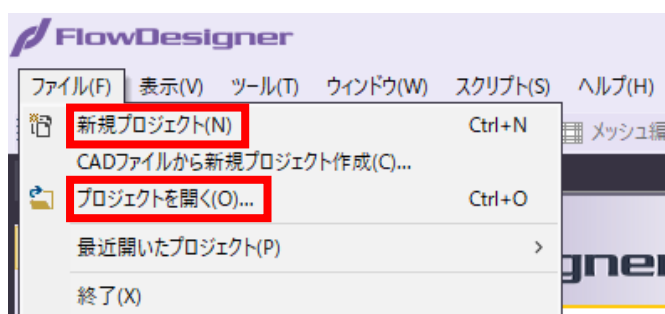 FlowDesigner
ファイル(F) 表示(V) ツール(T) ウィンドウ(W) スクリプト(S) ヘルプ(H)
新規プロジェクト(N) Ctrl+N
メッシュ編
CADファイルから新規プロジェクト作成(C)...
プロジェクトを開く(O)... Ctrl+O
最近開いたプロジェクト(P) >
gner
終了(X)